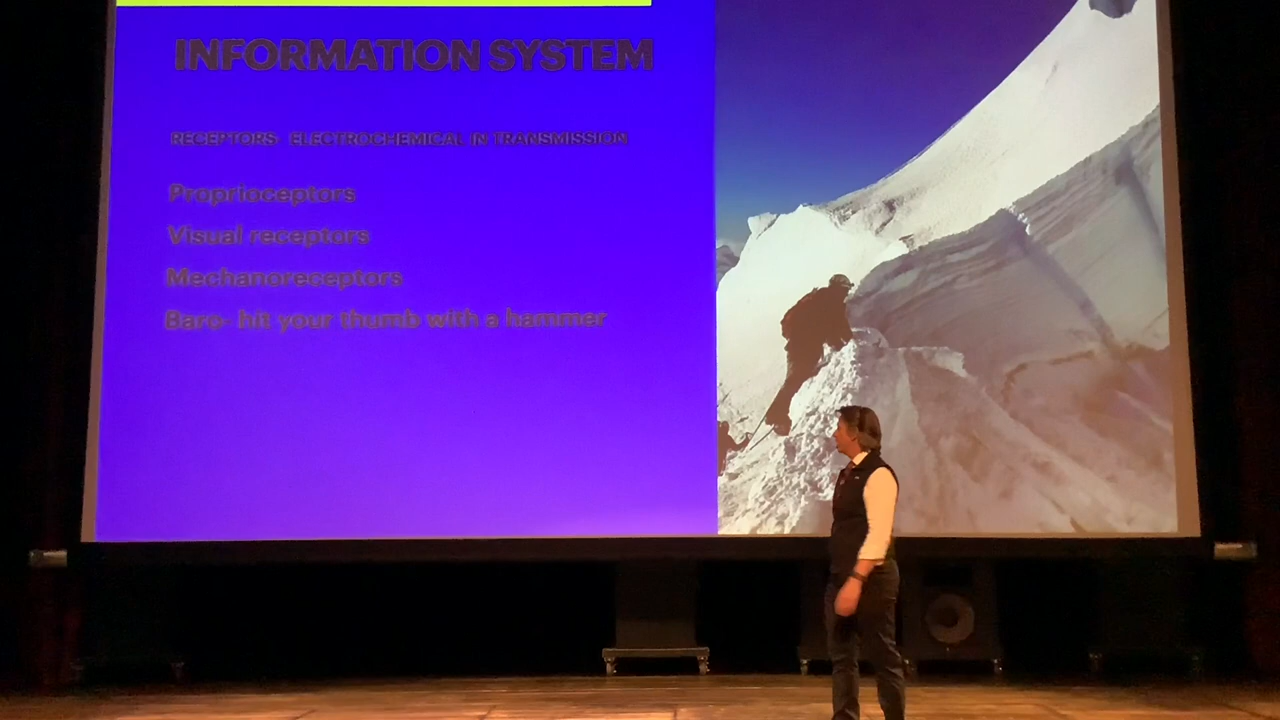 INFORMATION SYSTEM
RECEPTORS ELECTROCHEMICAL IN TRANSMISSION
Proprioceptors
Visual receptors
Mechanoreceptors
Baro- hit your thumb with a hammer